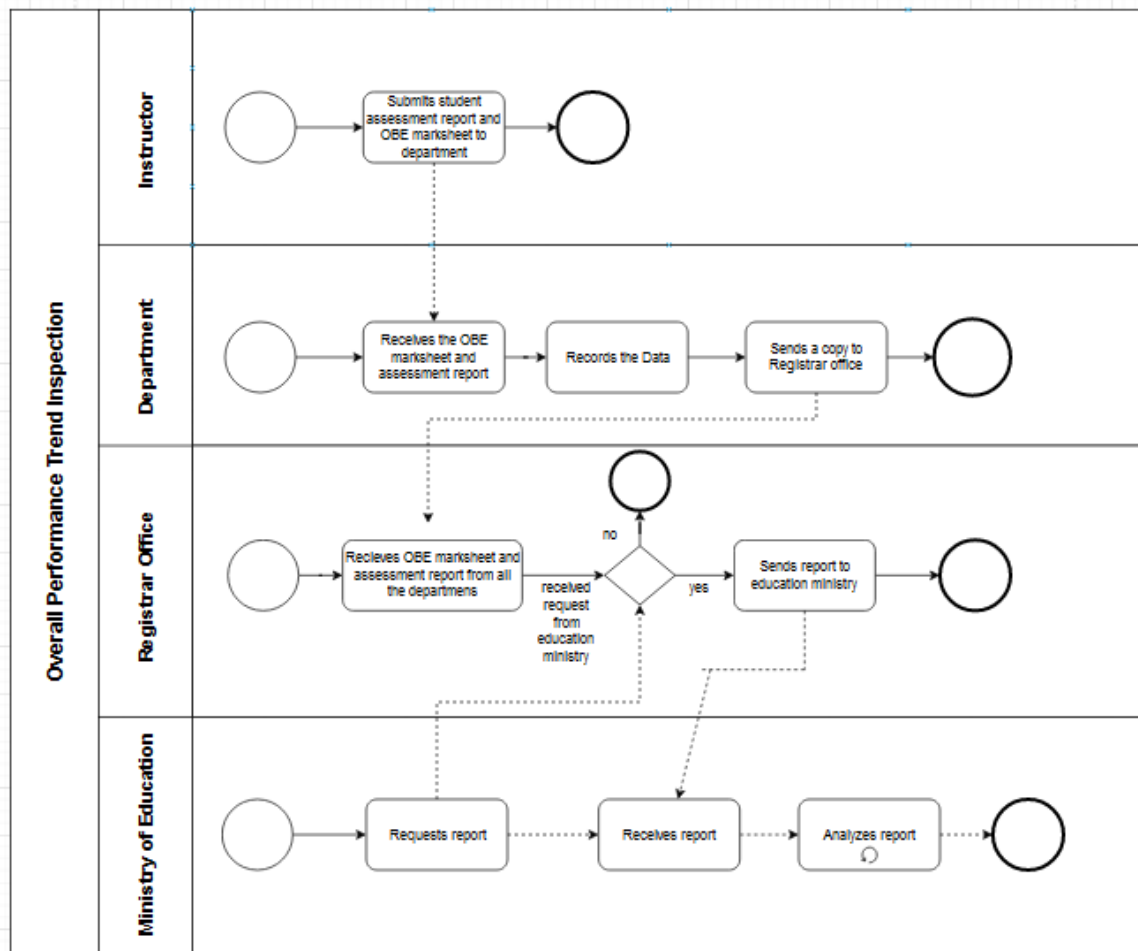 Overall Performance Trend Inspection
Instructor
Submits student
assessment report and
OBE marksheet to
department
Department
Receives the OBE
marksheet and
assessment report
Records the Data
Sends a copy to
Registrar office
Registrar Office
Recieves OBE marksheet and
assessment report from all
the departmens
received
request
from
education
ministry
no
yes
Sends report to
education ministry
Ministry of Education
Requests report
Receives report
Analyzes report